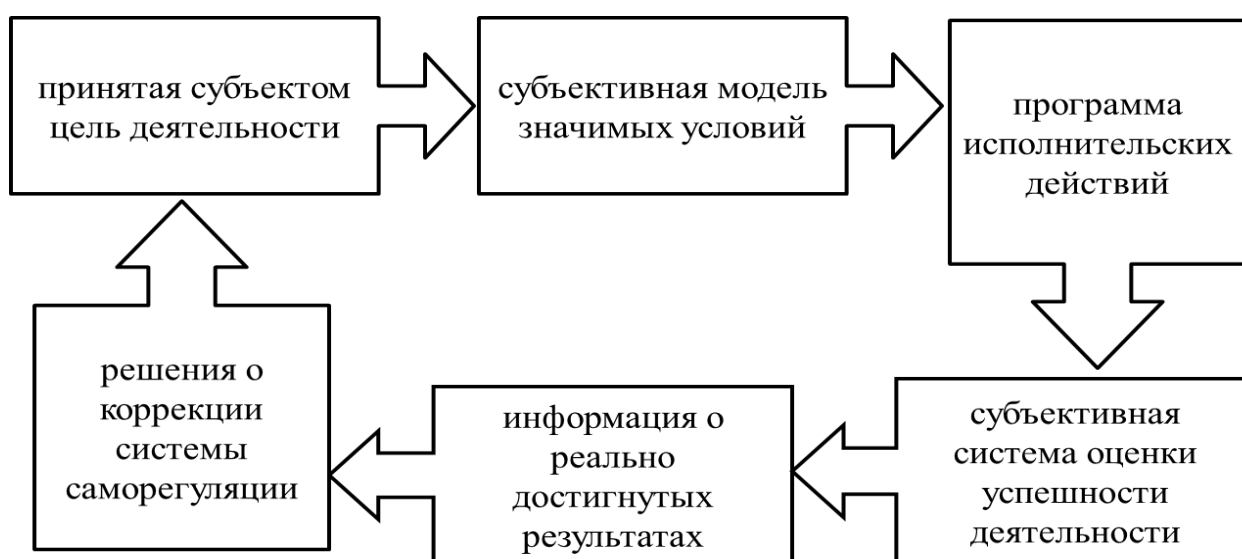 принятая субъектом
цель деятельности
субъективная модель
значимых условий
программа
исполнительских
действий
субъективная
система оценки
успешности
деятельности
информация о
реально
достигнутых
результатах
решения о
коррекции
системы
саморегуляции